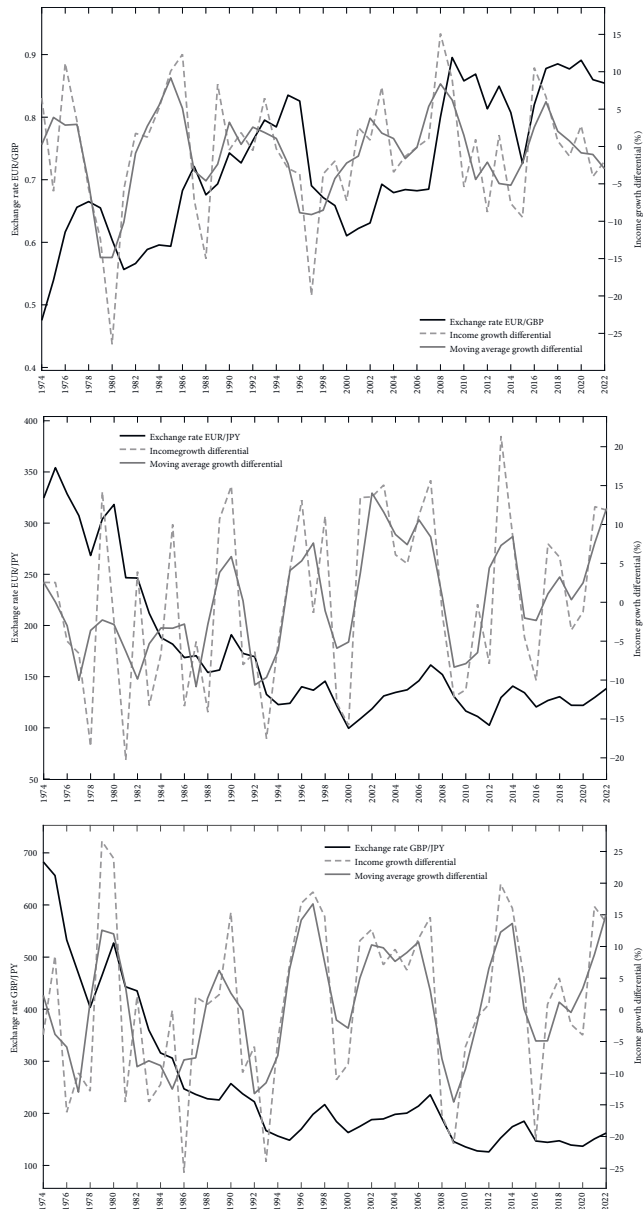 0.9
0.8
0.7
0.6
0.5
0.4
Exchange rate EUR/GBP
15
10
5
0
−5
−10
−15
−20
−25
Income growth differential (%)
Exchange rate EUR/GBP
Income growth differential
Moving average growth differential
1974 1976 1978 1980 1982 1984 1986 1988 1990 1992 1994 1996 1998 2000 2002 2004 2006 2008 2010 2012 2014 2016 2018 2020 2022
400
350
300
250
200
150
100
50
Exchange rate EUR/JPY
20
15
10
5
0
−5
−10
−15
−20
Income growth differential (%)
Exchange rate EUR/JPY
Incomegrowth differential
Moving average growth differential
1974 1976 1978 1980 1982 1984 1986 1988 1990 1992 1994 1996 1998 2000 2002 2004 2006 2008 2010 2012 2014 2016 2018 2020 2022
700
600
500
400
300
200
100
Exchange rate GBP/JPY
25
20
15
10
5
0
−5
−10
−15
−20
−25
Income growth differential (%)
Exchange rate GBP/JPY
Income growth differential
Moving average growth differential
1974 1976 1978 1980 1982 1984 1986 1988 1990 1992 1994 1996 1998 2000 2002 2004 2006 2008 2010 2012 2014 2016 2018 2020 2022